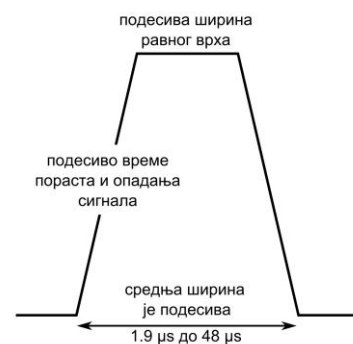 подесива ширина
равног врха
подесиво време
пораста и опадања
сигнала
средња ширина
је подесива
1.9 µs до 48 µs